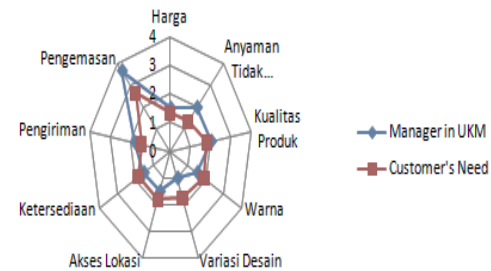 Harga
Anyaman
Tidak...
Kualitas
Produk
Warna
Variasi Desain
Akses Lokasi
Ketersediaan
Pengiriman
Pengemasan
4
3
2
1
0
Manager in UKM
Customer's Need